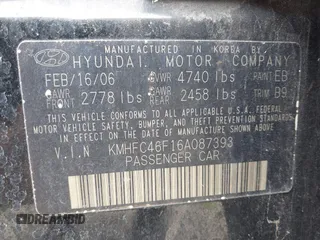 MANUFACTURED IN KOREA BY
HYUNDAI MOTOR COMPANY
FEB/16/06 GVWR 4740 lbs PAINT EB
GAWR FRONT 2778 lbs GAWR REAR 2458 lbs TRIM B9
THIS VEHICLE CONFORMS TO ALL APPLICABLE U.S.
FEDERAL MOTOR VEHICLE SAFETY, BUMPER, AND
THEFT PREVENTION STANDARDS IN EFFECT ON
THE DATE OF MANUFACTURE SHOWN ABOVE.
V.I.N KMHFC46F16A087393
PASSENGER CAR
DREAMBID